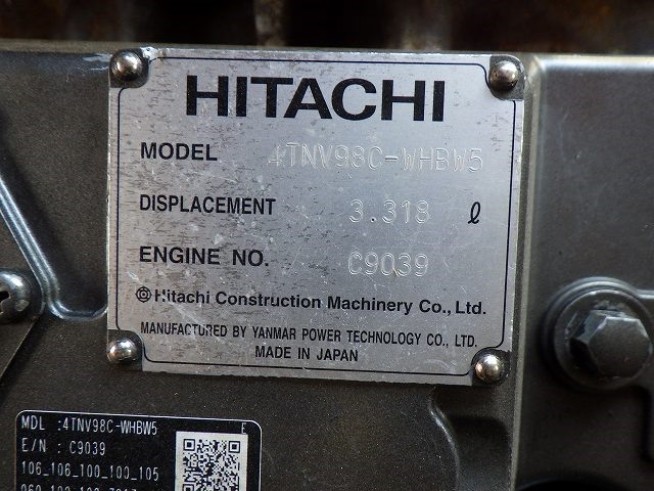 HITACHI
MODEL 4TNV98C-WHBW5
DISPLACEMENT 3.318 ℓ
ENGINE NO. C9039
Hitachi Construction Machinery Co., Ltd.
MANUFACTURED BY YANMAR POWER TECHNOLOGY CO., LTD.
MADE IN JAPAN
MDL :4TNV98C-WHBW5 E
E/N : C9039
106_106_100_100_105